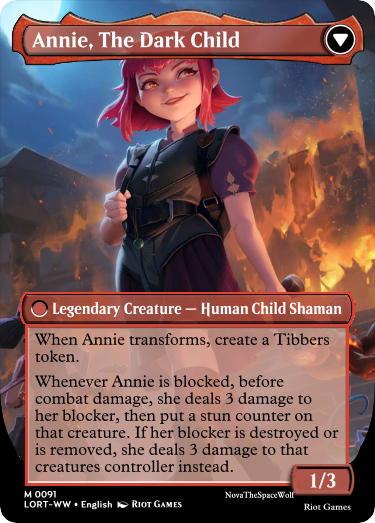 Annie, The Dark Child
Legendary Creature — Human Child Shaman
When Annie transforms, create a Tibbers
token.
Whenever Annie is blocked, before
combat damage, she deals 3 damage to
her blocker, then put a stun counter on
that creature. If her blocker is destroyed or
is removed, she deals 3 damage to that
creatures controller instead.
1/3
M 0091
LORT-WW • English Riot Games
NovaTheSpaceWolf
Riot Games